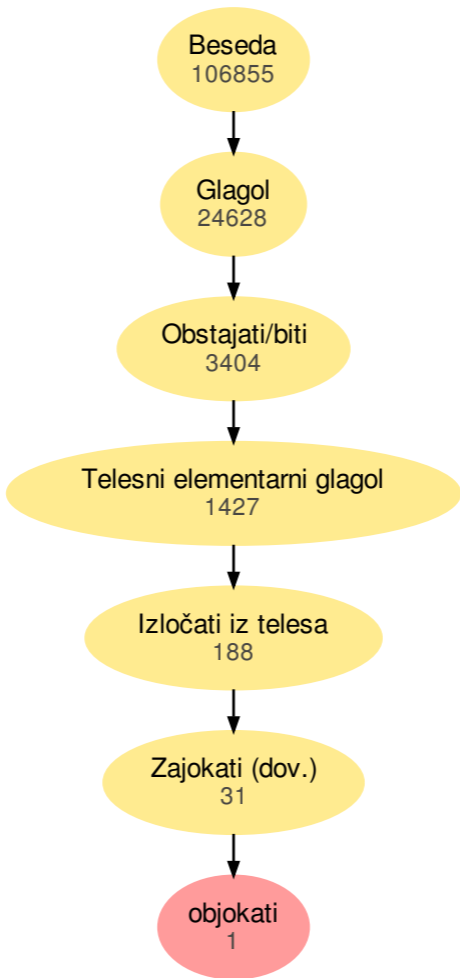 Beseda
106855
Glagol
24628
Obstajati/biti
3404
Telesni elementarni glagol
1427
Izločati iz telesa
188
Zajokati (dov.)
31
objokati
1